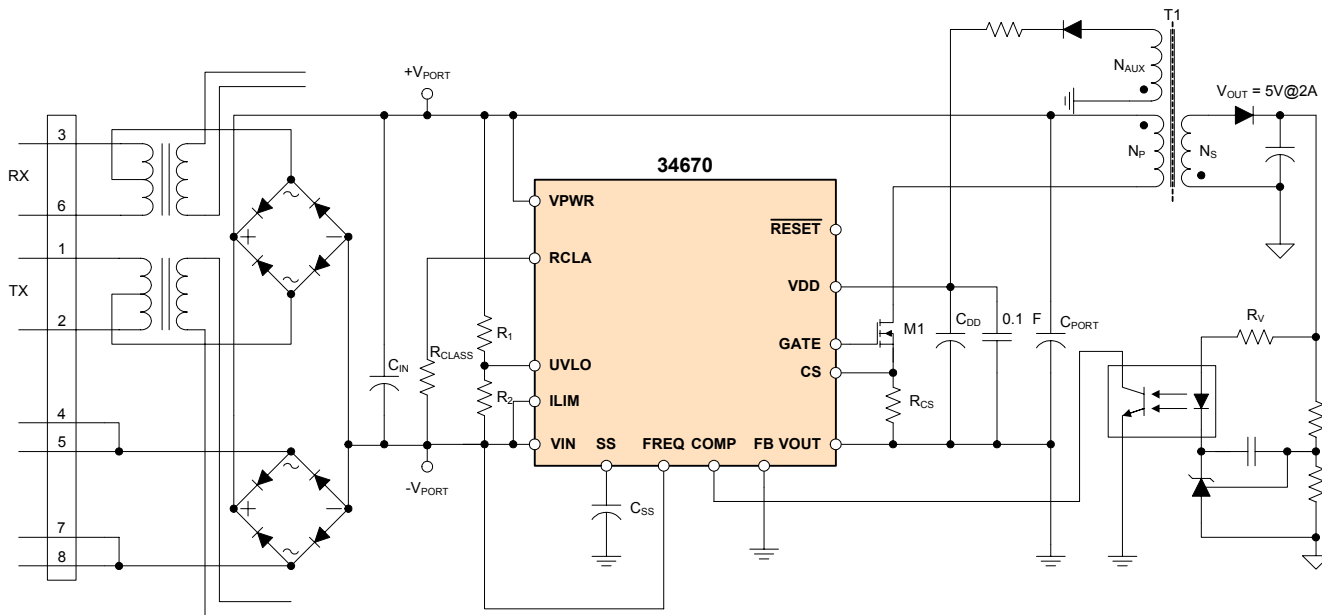 T1
+VPORT
NAUX
VOUT = 5V@2A
3
RX
6
1
TX
2
4
5
7
8
NP
NS
34670
VPWR
RESET
RCLA
VDD
GATE
CS
UVLO
ILIM
VIN
SS
FREQ
COMP
FB
VOUT
CIN
RCLASS
R1
R2
-VPORT
CSS
M1
RCS
CDD
0.1 F
CPORT
RV